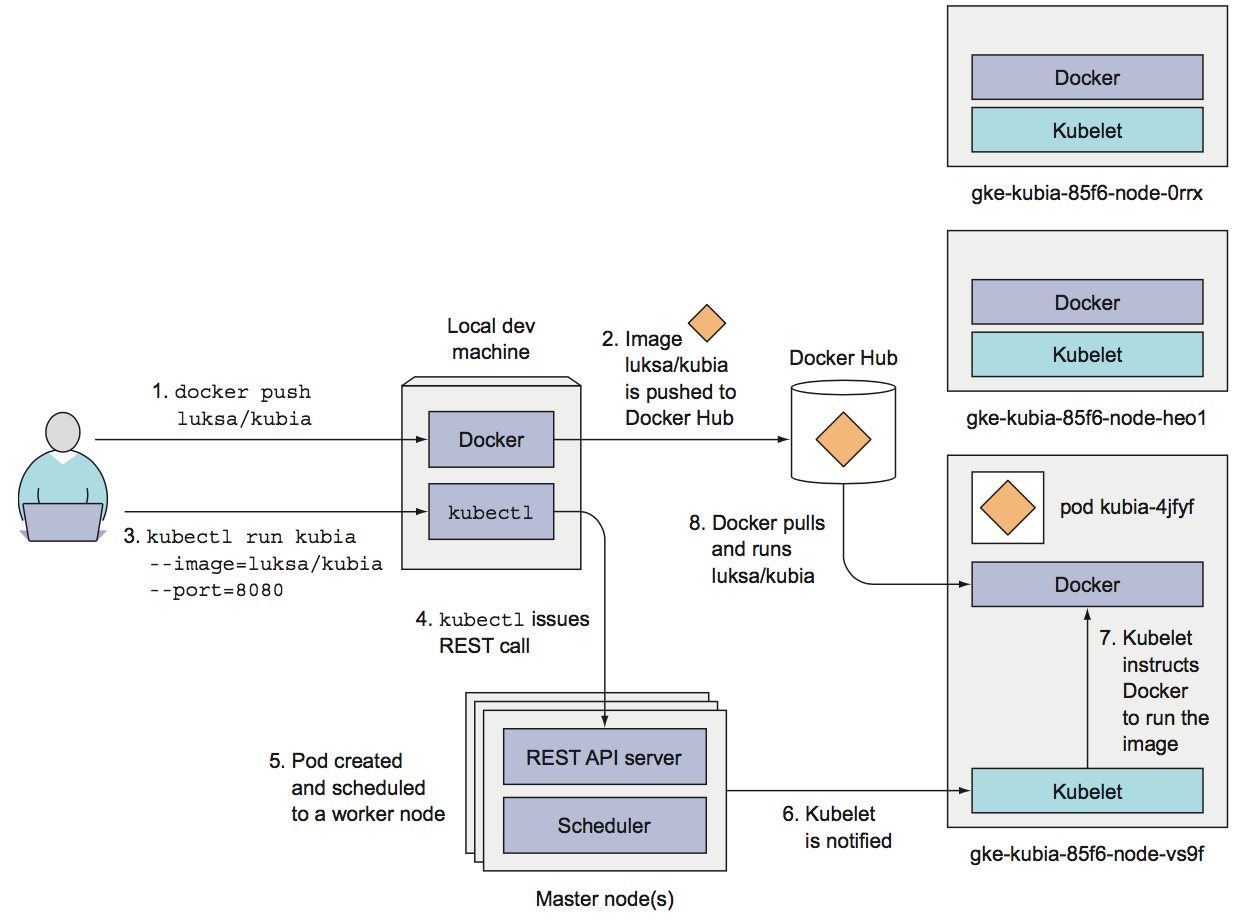 Docker
Kubelet
gke-kubia-85f6-node-0rrx
Docker
Kubelet
gke-kubia-85f6-node-heo1
Local dev
machine
1. docker push
luksa/kubia
Docker
kubectl
2. Image
luksa/kubia
is pushed to
Docker Hub
Docker Hub
3. kubectl run kubia
--image=luksa/kubia
--port=8080
4. kubectl issues
REST call
5. Pod created
and scheduled
to a worker node
REST API server
Scheduler
Master node(s)
6. Kubelet
is notified
8. Docker pulls
and runs
luksa/kubia
pod kubia-4jfyf
Docker
7. Kubelet
instructs
Docker
to run the
image
Kubelet
gke-kubia-85f6-node-vs9f